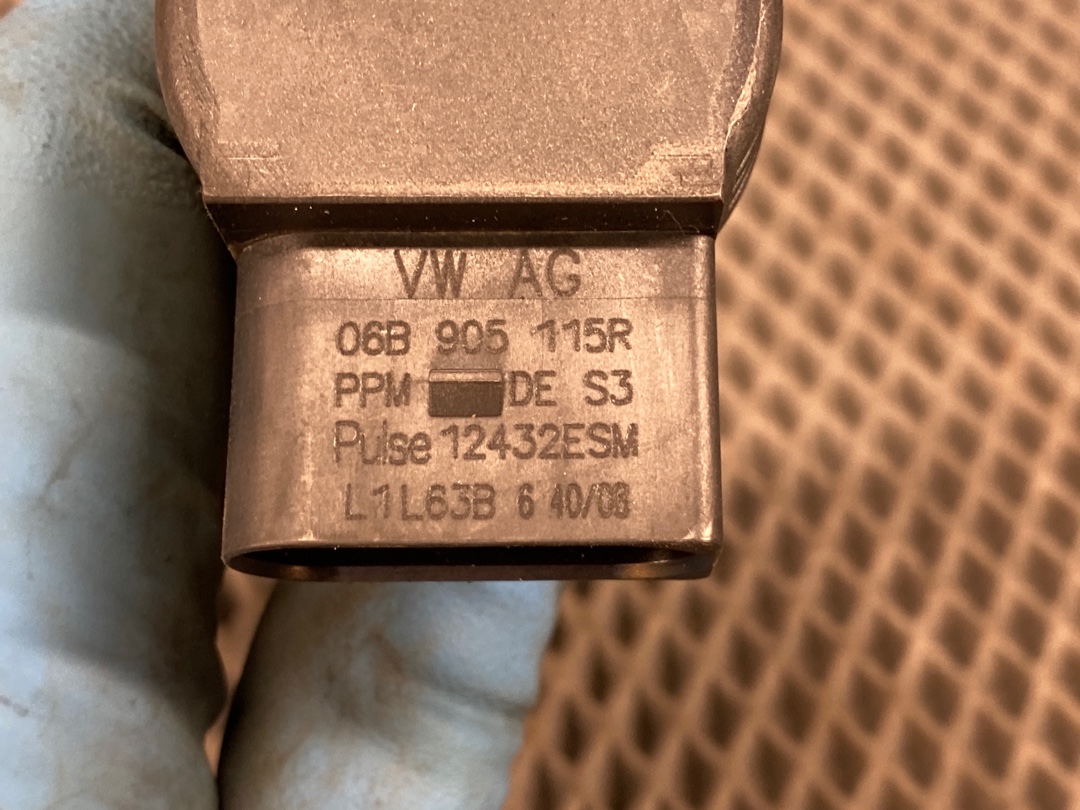 VW AG
06B 905 115R
PPM DE S3
Pulse 12432ESM
L1L63B 6 40/08